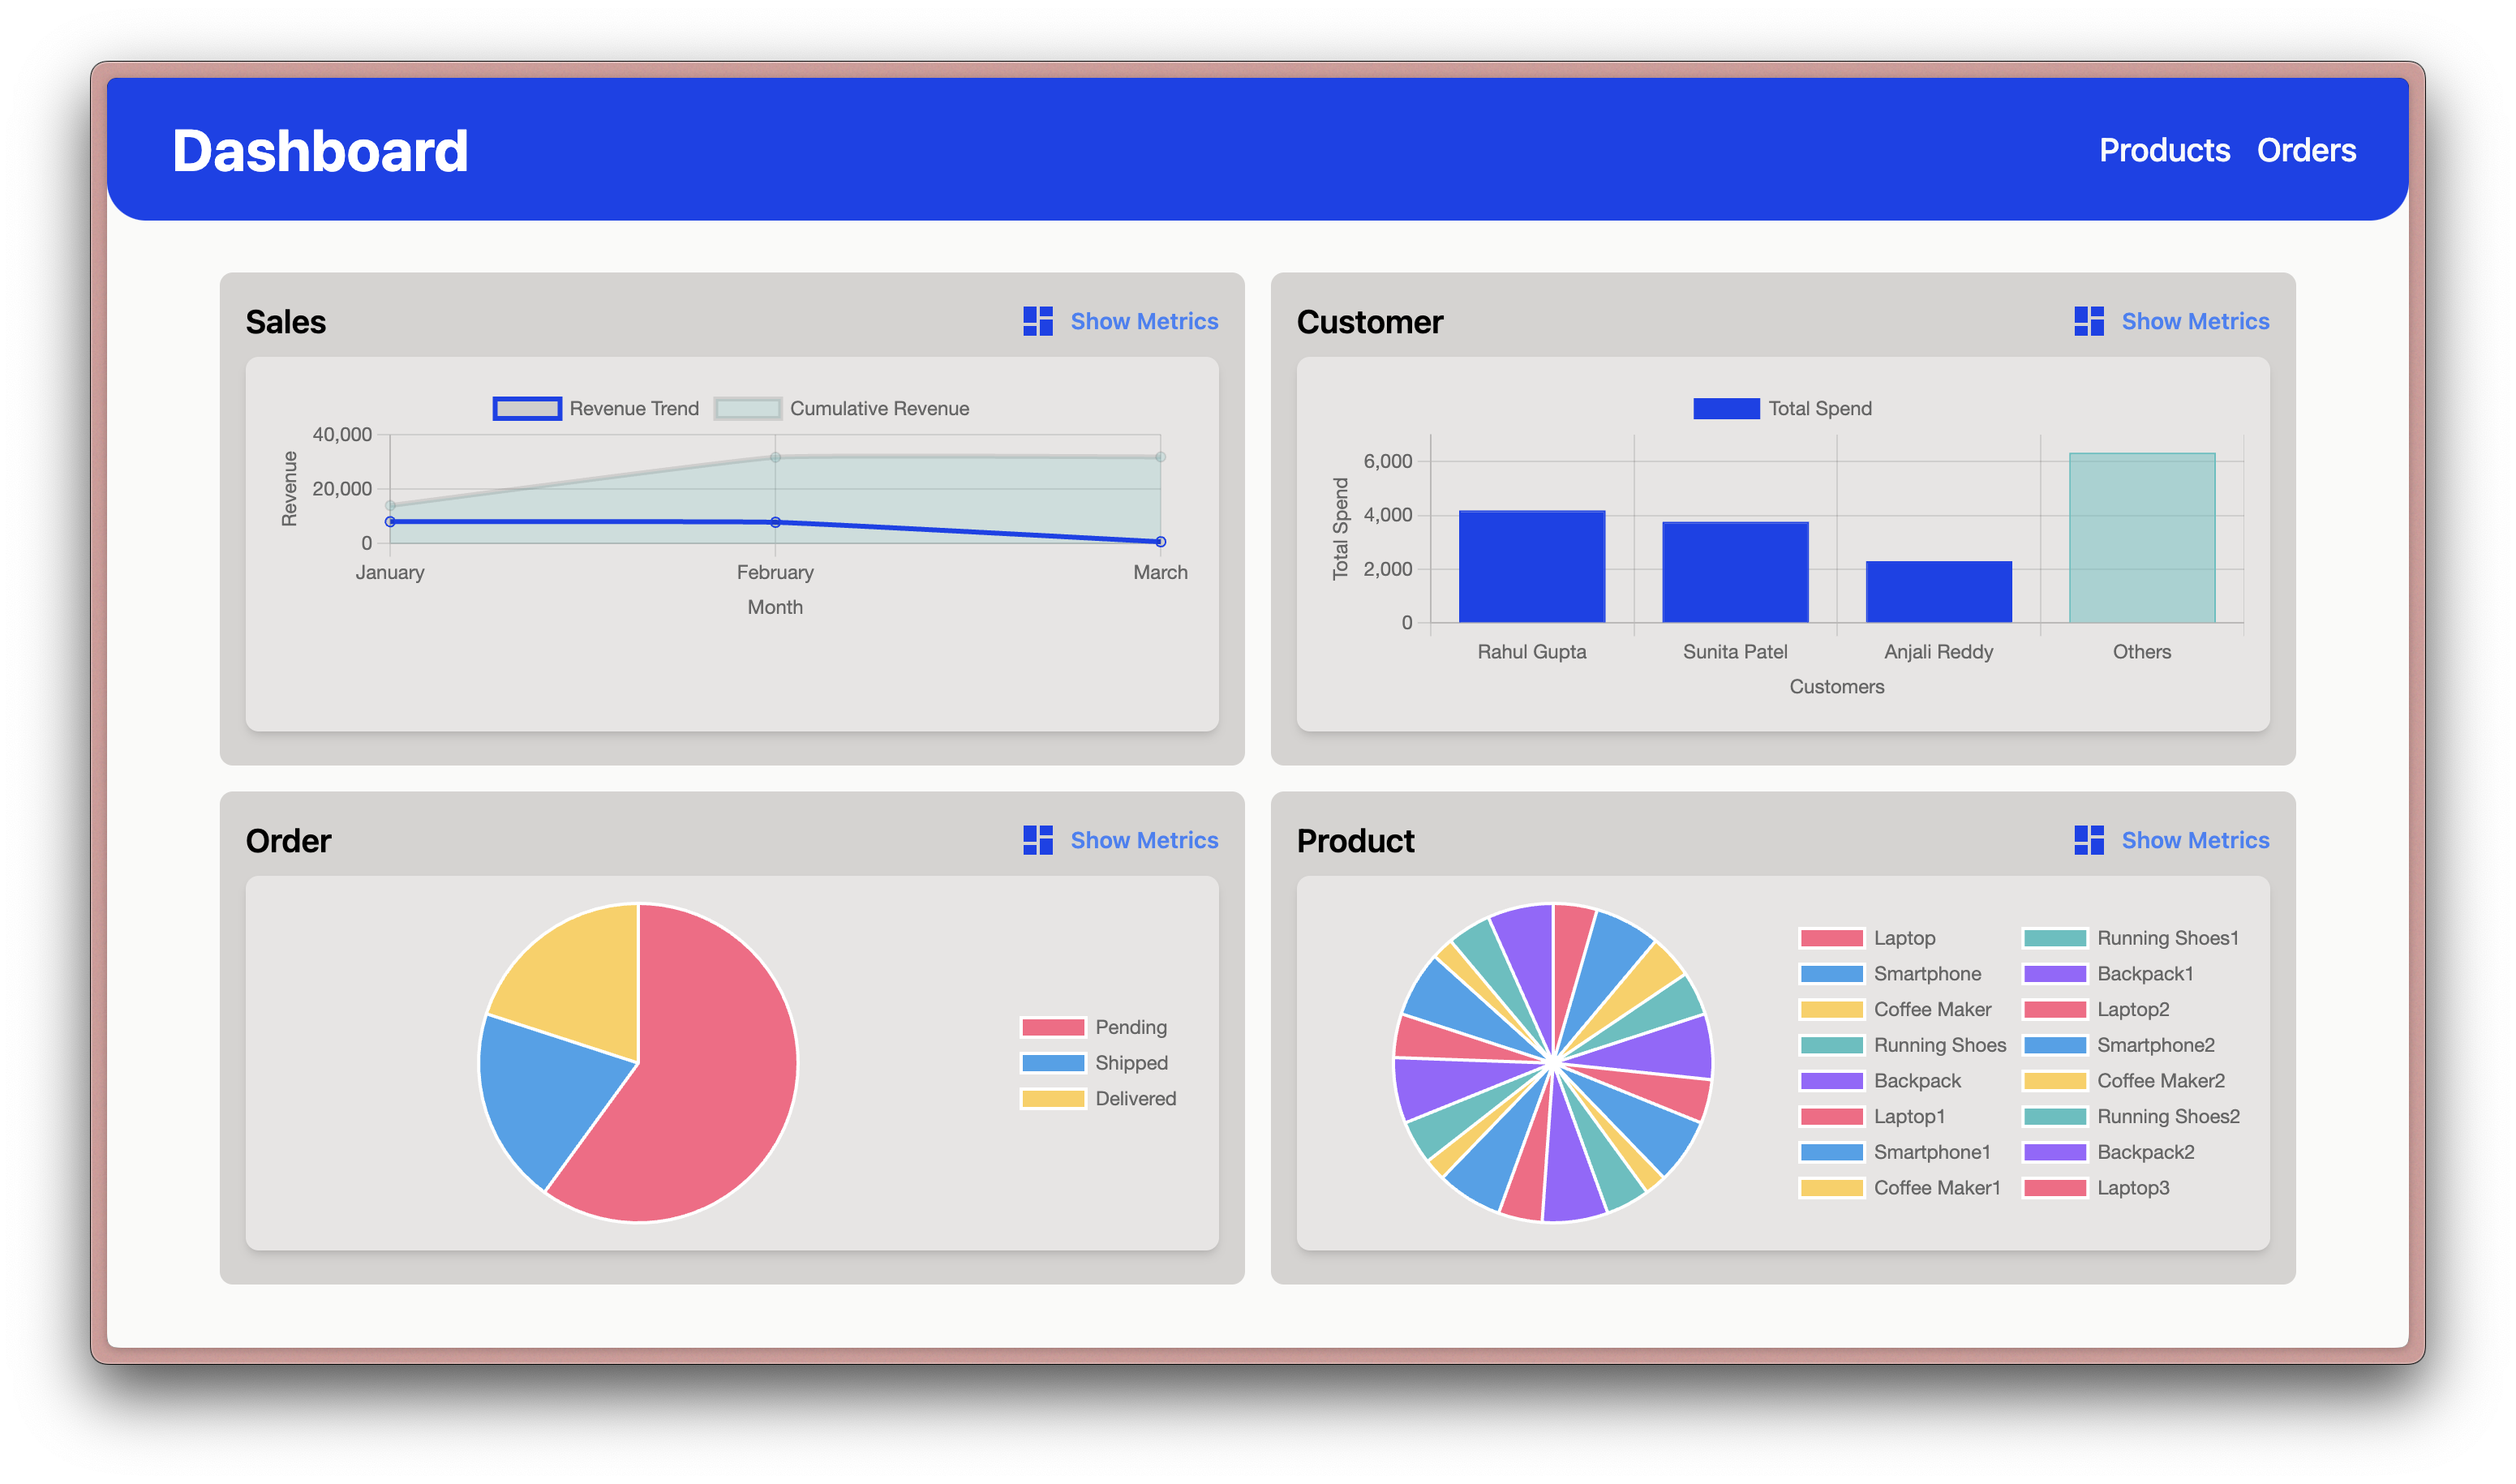 Dashboard
Products Orders
Sales
Show Metrics
Revenue Trend Cumulative Revenue
Revenue
40,000
20,000
0
January February March
Month
Customer
Show Metrics
Total Spend
Total Spend
6,000
4,000
2,000
0
Rahul Gupta Sunita Patel Anjali Reddy Others
Customers
Order
Show Metrics
Pending
Shipped
Delivered
Product
Show Metrics
Laptop Running Shoes1
Smartphone Backpack1
Coffee Maker Laptop2
Running Shoes Smartphone2
Backpack Coffee Maker2
Laptop1 Running Shoes2
Smartphone1 Backpack2
Coffee Maker1 Laptop3